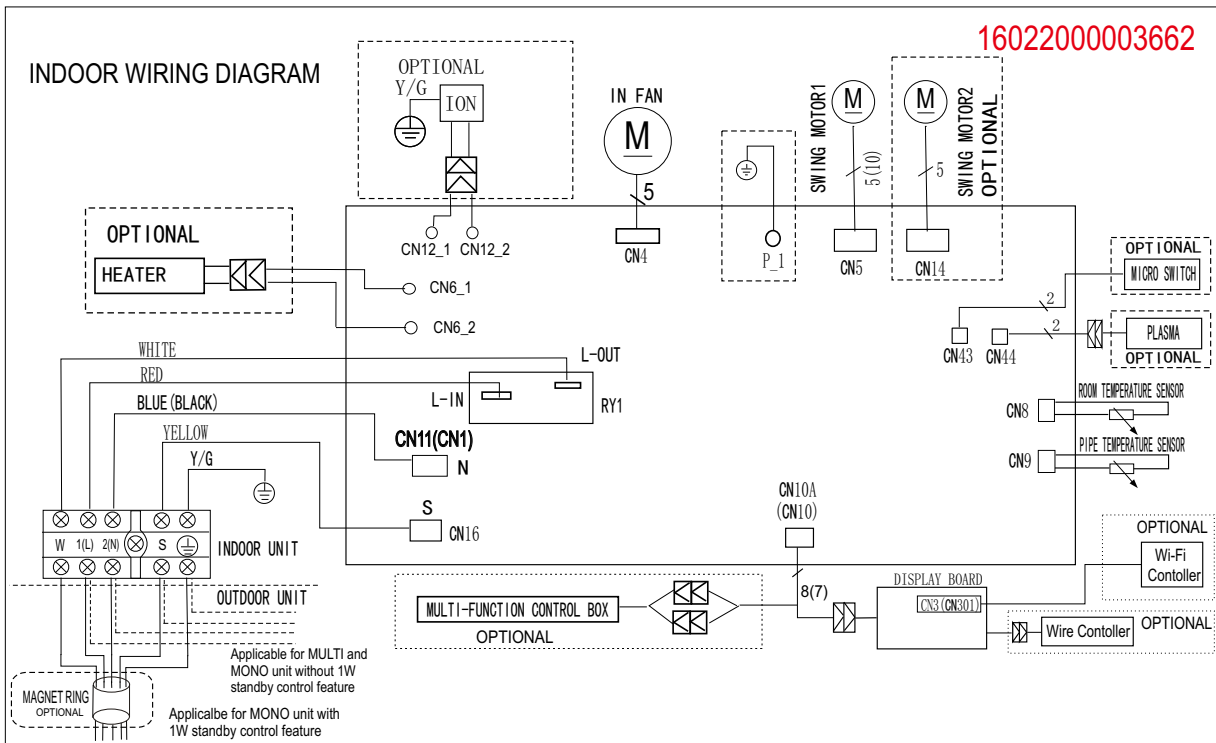 16022000003662
INDOOR WIRING DIAGRAM
OPTIONAL
Y/G
ION
IN FAN
M
5
SWING MOTOR1
M
5(10)
M
5
SWING MOTOR2
OPTIONAL
CN12_1
CN12_2
CN4
P_1
CN5
CN14
OPTIONAL
HEATER
CN6_1
CN6_2
OPTIONAL
MICRO SWITCH
2
2
PLASMA
OPTIONAL
CN43
CN44
WHITE
L-OUT
RED
L-IN
RY1
BLUE(BLACK)
CN11(CN1)
N
YELLOW
Y/G
S
CN16
ROOM TEMPERATURE SENSOR
CN8
PIPE TEMPERATURE SENSOR
CN9
CN10A
(CN10)
8(7)
W 1(L) 2(N) S
INDOOR UNIT
OUTDOOR UNIT
Applicable for MULTI and
MONO unit without 1W
standby control feature
MAGNET RING
OPTIONAL
Applicalbe for MONO unit with
1W standby control feature
MULTI-FUNCTION CONTROL BOX
OPTIONAL
DISPLAY BOARD
CN3(CN301)
OPTIONAL
Wi-Fi
Contoller
Wire Contoller
OPTIONAL